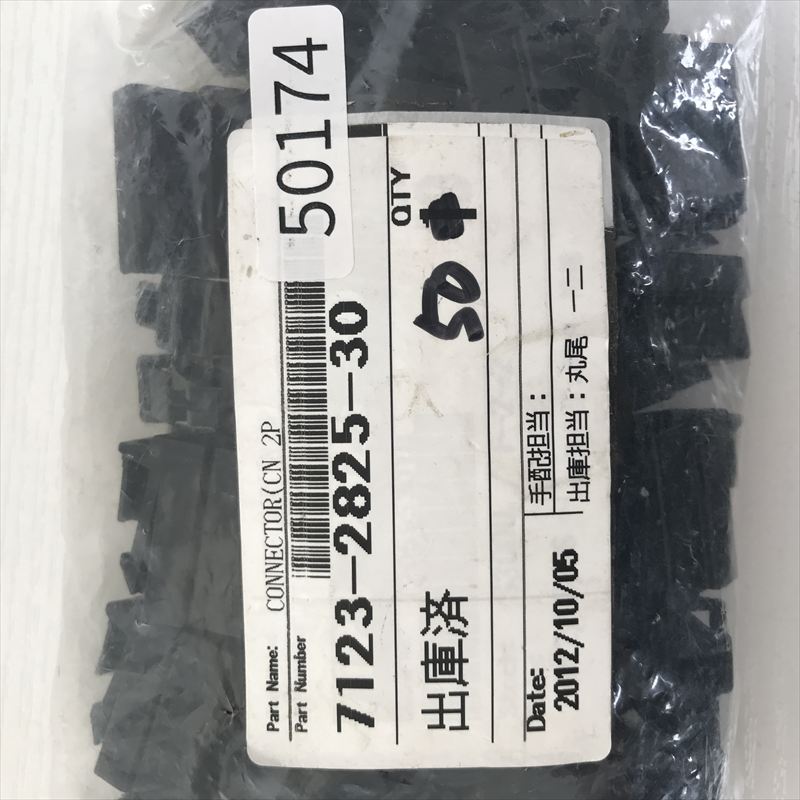 50174
Part Name: CONNECTOR(CN 2P
Part Number
7123-2825-30
QTY
50
出庫済
手配担当：
出庫担当：丸尾 一二
Date:
2012/10/05